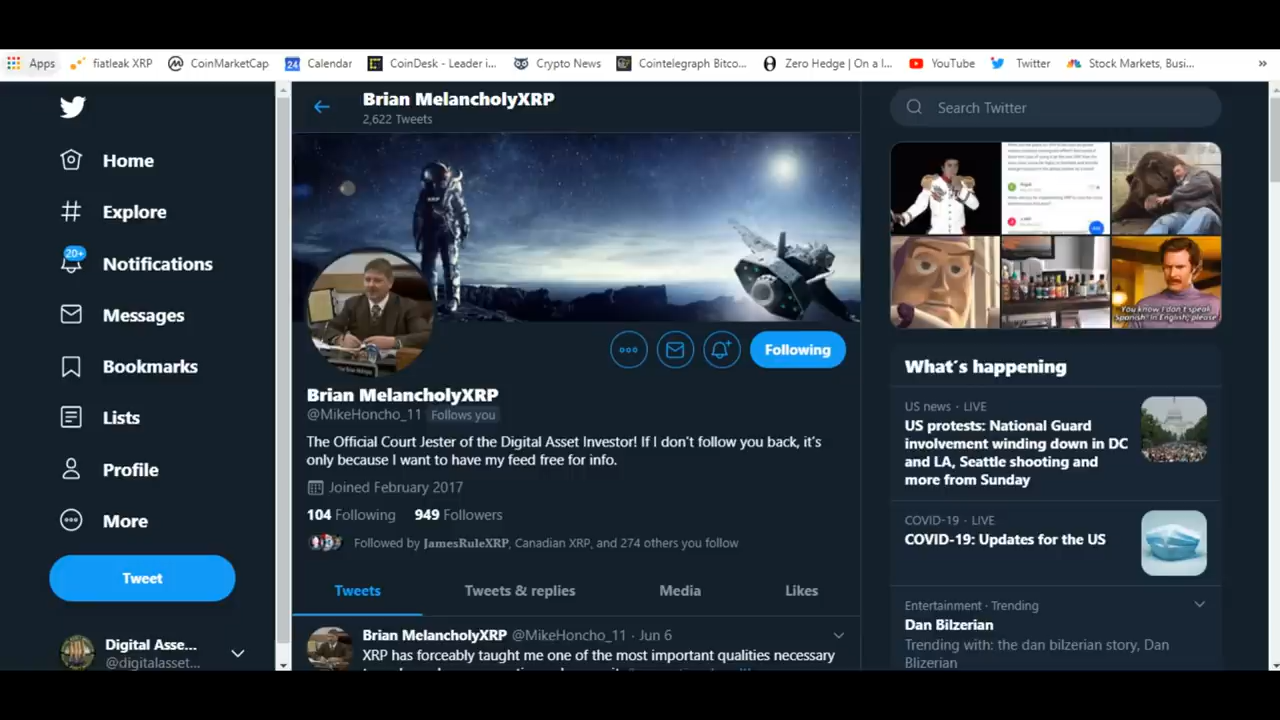 Apps
fiatleak XRP
CoinMarketCap
24
Calendar
CoinDesk - Leader i...
Crypto News
Cointelegraph Bitco...
Zero Hedge | On a l...
YouTube
Twitter
Stock Markets, Busi...
»
Home
Explore
20+
Notifications
Messages
Bookmarks
Lists
Profile
More
Tweet
Digital Asse...
@digitalasset...
Brian MelancholyXRP
2,622 Tweets
XRP
Following
Brian MelancholyXRP
@MikeHoncho_11 Follows you
The Official Court Jester of the Digital Asset Investor! If I don't follow you back, it's
only because I want to have my feed free for info.
Joined February 2017
104 Following 949 Followers
Followed by JamesRuleXRP, Canadian XRP, and 274 others you follow
Tweets Tweets & replies Media Likes
Brian MelancholyXRP @MikeHoncho_11 · Jun 6
XRP has forceably taught me one of the most important qualities necessary
Search Twitter
You know I don't speak
Spanish! In English, please
What's happening
US news · LIVE
US protests: National Guard
involvement winding down in DC
and LA, Seattle shooting and
more from Sunday
COVID-19 · LIVE
COVID-19: Updates for the US
Entertainment · Trending
Dan Bilzerian
Trending with: the dan bilzerian story, Dan
Bilzerian